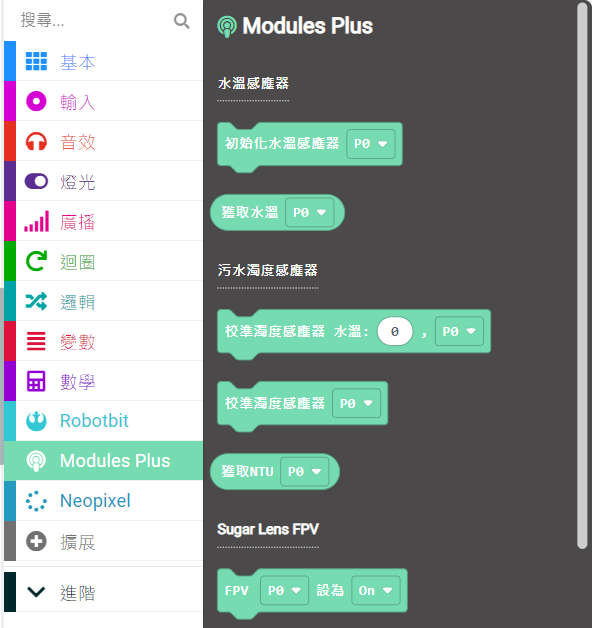 搜尋...
基本
輸入
音效
燈光
廣播
迴圈
邏輯
變數
數學
Robotbit
Modules Plus
Neopixel
擴展
進階
Modules Plus
水溫感應器
初始化水溫感應器 P0
獲取水溫 P0
污水濁度感應器
校準濁度感應器 水溫: 0 , P0
校準濁度感應器 P0
獲取NTU P0
Sugar Lens FPV
FPV P0 設為 On